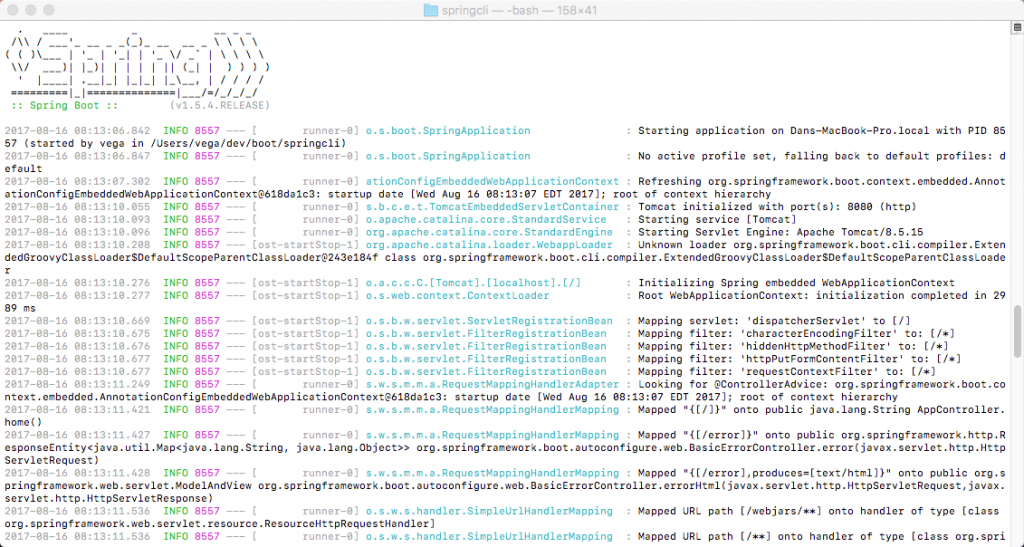 springcli — -bash — 158×41
  .   ____          _            __ _ _
 /\\ / ___'_ __ _ _(_)_ __  __ _ \ \ \ \
( ( )\___ | '_ | '_| | '_ \/ _` | \ \ \ \
 \\/  ___)| |_)| | | | | || (_| |  ) ) ) )
  '  |____| .__|_| |_|_| |_\__, | / / / /
 =========|_|==============|___/=/_/_/_/
 :: Spring Boot ::        (v1.5.4.RELEASE)
2017-08-16 08:13:06.842  INFO 8557 --- [       runner-0] o.s.boot.SpringApplication               : Starting application on Dans-MacBook-Pro.local with PID 85
57 (started by vega in /Users/vega/dev/boot/springcli)
2017-08-16 08:13:06.847  INFO 8557 --- [       runner-0] o.s.boot.SpringApplication               : No active profile set, falling back to default profiles: d
efault
2017-08-16 08:13:07.302  INFO 8557 --- [       runner-0] ationConfigEmbeddedWebApplicationContext : Refreshing org.springframework.boot.context.embedded.Annot
ationConfigEmbeddedWebApplicationContext@618da1c3: startup date [Wed Aug 16 08:13:07 EDT 2017]; root of context hierarchy
2017-08-16 08:13:10.055  INFO 8557 --- [       runner-0] s.b.c.e.t.TomcatEmbeddedServletContainer : Tomcat initialized with port(s): 8080 (http)
2017-08-16 08:13:10.093  INFO 8557 --- [       runner-0] o.apache.catalina.core.StandardService   : Starting service [Tomcat]
2017-08-16 08:13:10.096  INFO 8557 --- [       runner-0] org.apache.catalina.core.StandardEngine  : Starting Servlet Engine: Apache Tomcat/8.5.15
2017-08-16 08:13:10.208  INFO 8557 --- [ost-startStop-1] org.apache.catalina.loader.WebappLoader  : Unknown loader org.springframework.boot.cli.compiler.Exten
dedGroovyClassLoader$DefaultScopeParentClassLoader@243e184f class org.springframework.boot.cli.compiler.ExtendedGroovyClassLoader$DefaultScopeParentClassLoade
r
2017-08-16 08:13:10.276  INFO 8557 --- [ost-startStop-1] o.a.c.c.C.[Tomcat].[localhost].[/]       : Initializing Spring embedded WebApplicationContext
2017-08-16 08:13:10.277  INFO 8557 --- [ost-startStop-1] o.s.web.context.ContextLoader            : Root WebApplicationContext: initialization completed in 29
89 ms
2017-08-16 08:13:10.669  INFO 8557 --- [ost-startStop-1] o.s.b.w.servlet.ServletRegistrationBean  : Mapping servlet: 'dispatcherServlet' to [/]
2017-08-16 08:13:10.675  INFO 8557 --- [ost-startStop-1] o.s.b.w.servlet.FilterRegistrationBean   : Mapping filter: 'characterEncodingFilter' to: [/*]
2017-08-16 08:13:10.676  INFO 8557 --- [ost-startStop-1] o.s.b.w.servlet.FilterRegistrationBean   : Mapping filter: 'hiddenHttpMethodFilter' to: [/*]
2017-08-16 08:13:10.677  INFO 8557 --- [ost-startStop-1] o.s.b.w.servlet.FilterRegistrationBean   : Mapping filter: 'httpPutFormContentFilter' to: [/*]
2017-08-16 08:13:10.677  INFO 8557 --- [ost-startStop-1] o.s.b.w.servlet.FilterRegistrationBean   : Mapping filter: 'requestContextFilter' to: [/*]
2017-08-16 08:13:11.249  INFO 8557 --- [       runner-0] s.w.s.m.m.a.RequestMappingHandlerAdapter : Looking for @ControllerAdvice: org.springframework.boot.co
ntext.embedded.AnnotationConfigEmbeddedWebApplicationContext@618da1c3: startup date [Wed Aug 16 08:13:07 EDT 2017]; root of context hierarchy
2017-08-16 08:13:11.421  INFO 8557 --- [       runner-0] s.w.s.m.m.a.RequestMappingHandlerMapping : Mapped "{[/]}" onto public java.lang.String AppController.
home()
2017-08-16 08:13:11.427  INFO 8557 --- [       runner-0] s.w.s.m.m.a.RequestMappingHandlerMapping : Mapped "{[/error]}" onto public org.springframework.http.R
esponseEntity<java.util.Map<java.lang.String, java.lang.Object>> org.springframework.boot.autoconfigure.web.BasicErrorController.error(javax.servlet.http.Http
ServletRequest)
2017-08-16 08:13:11.428  INFO 8557 --- [       runner-0] s.w.s.m.m.a.RequestMappingHandlerMapping : Mapped "{[/error],produces=[text/html]}" onto public org.s
pringframework.web.servlet.ModelAndView org.springframework.boot.autoconfigure.web.BasicErrorController.errorHtml(javax.servlet.http.HttpServletRequest,javax.
servlet.http.HttpServletResponse)
2017-08-16 08:13:11.536  INFO 8557 --- [       runner-0] o.s.w.s.handler.SimpleUrlHandlerMapping  : Mapped URL path [/webjars/**] onto handler of type [class 
org.springframework.web.servlet.resource.ResourceHttpRequestHandler]
2017-08-16 08:13:11.536  INFO 8557 --- [       runner-0] o.s.w.s.handler.SimpleUrlHandlerMapping  : Mapped URL path [/**] onto handler of type [class org.spri